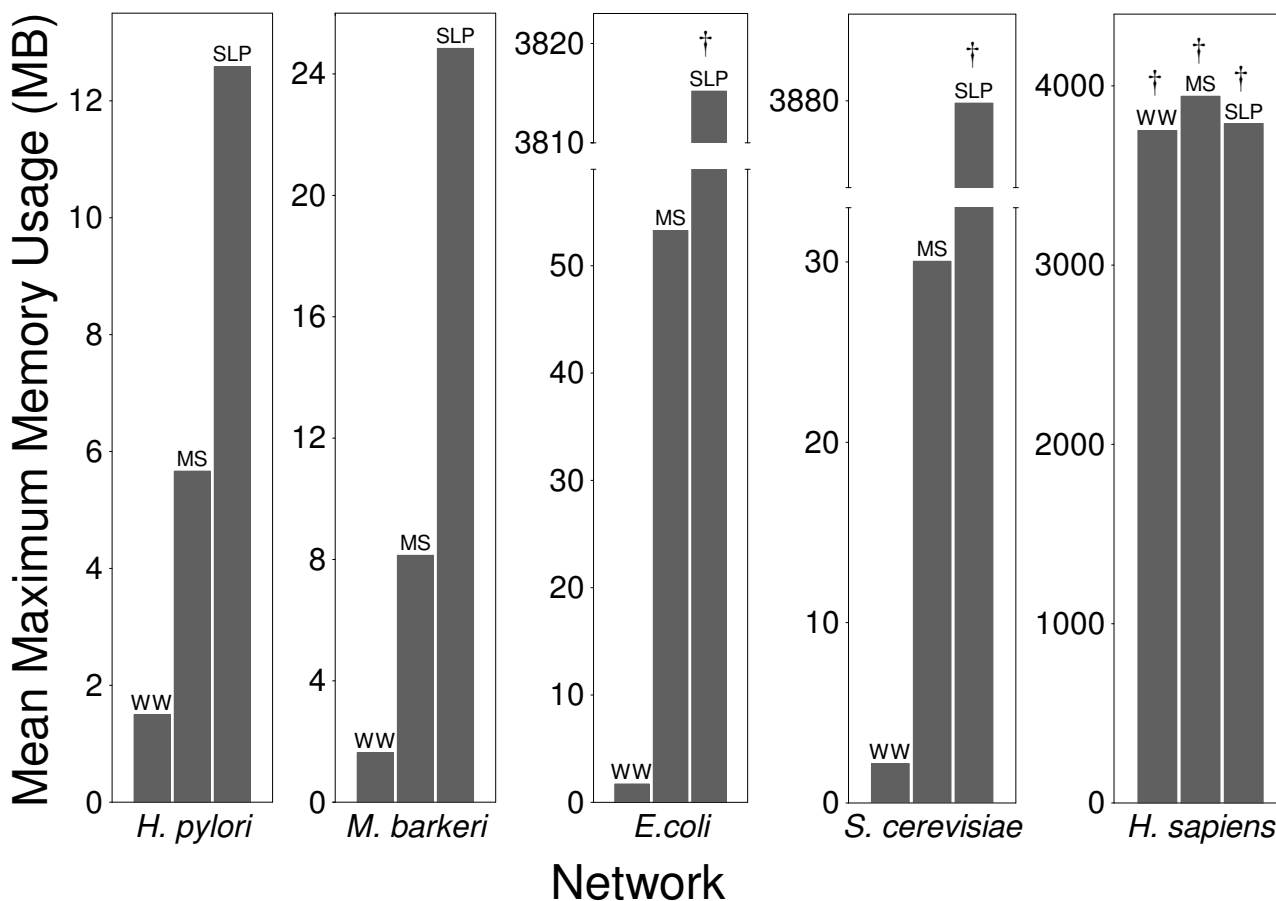 Mean Maximum Memory Usage (MB)
12
10
8
6
4
2
0
WW
MS
SLP
H. pylori
24
20
16
12
8
4
0
WW
MS
SLP
M. barkeri
3820
3810
50
40
30
20
10
0
WW
MS
†
SLP
E.coli
3880
30
20
10
0
WW
MS
†
SLP
S. cerevisiae
4000
3000
2000
1000
0
†
WW
†
MS
†
SLP
H. sapiens
Network